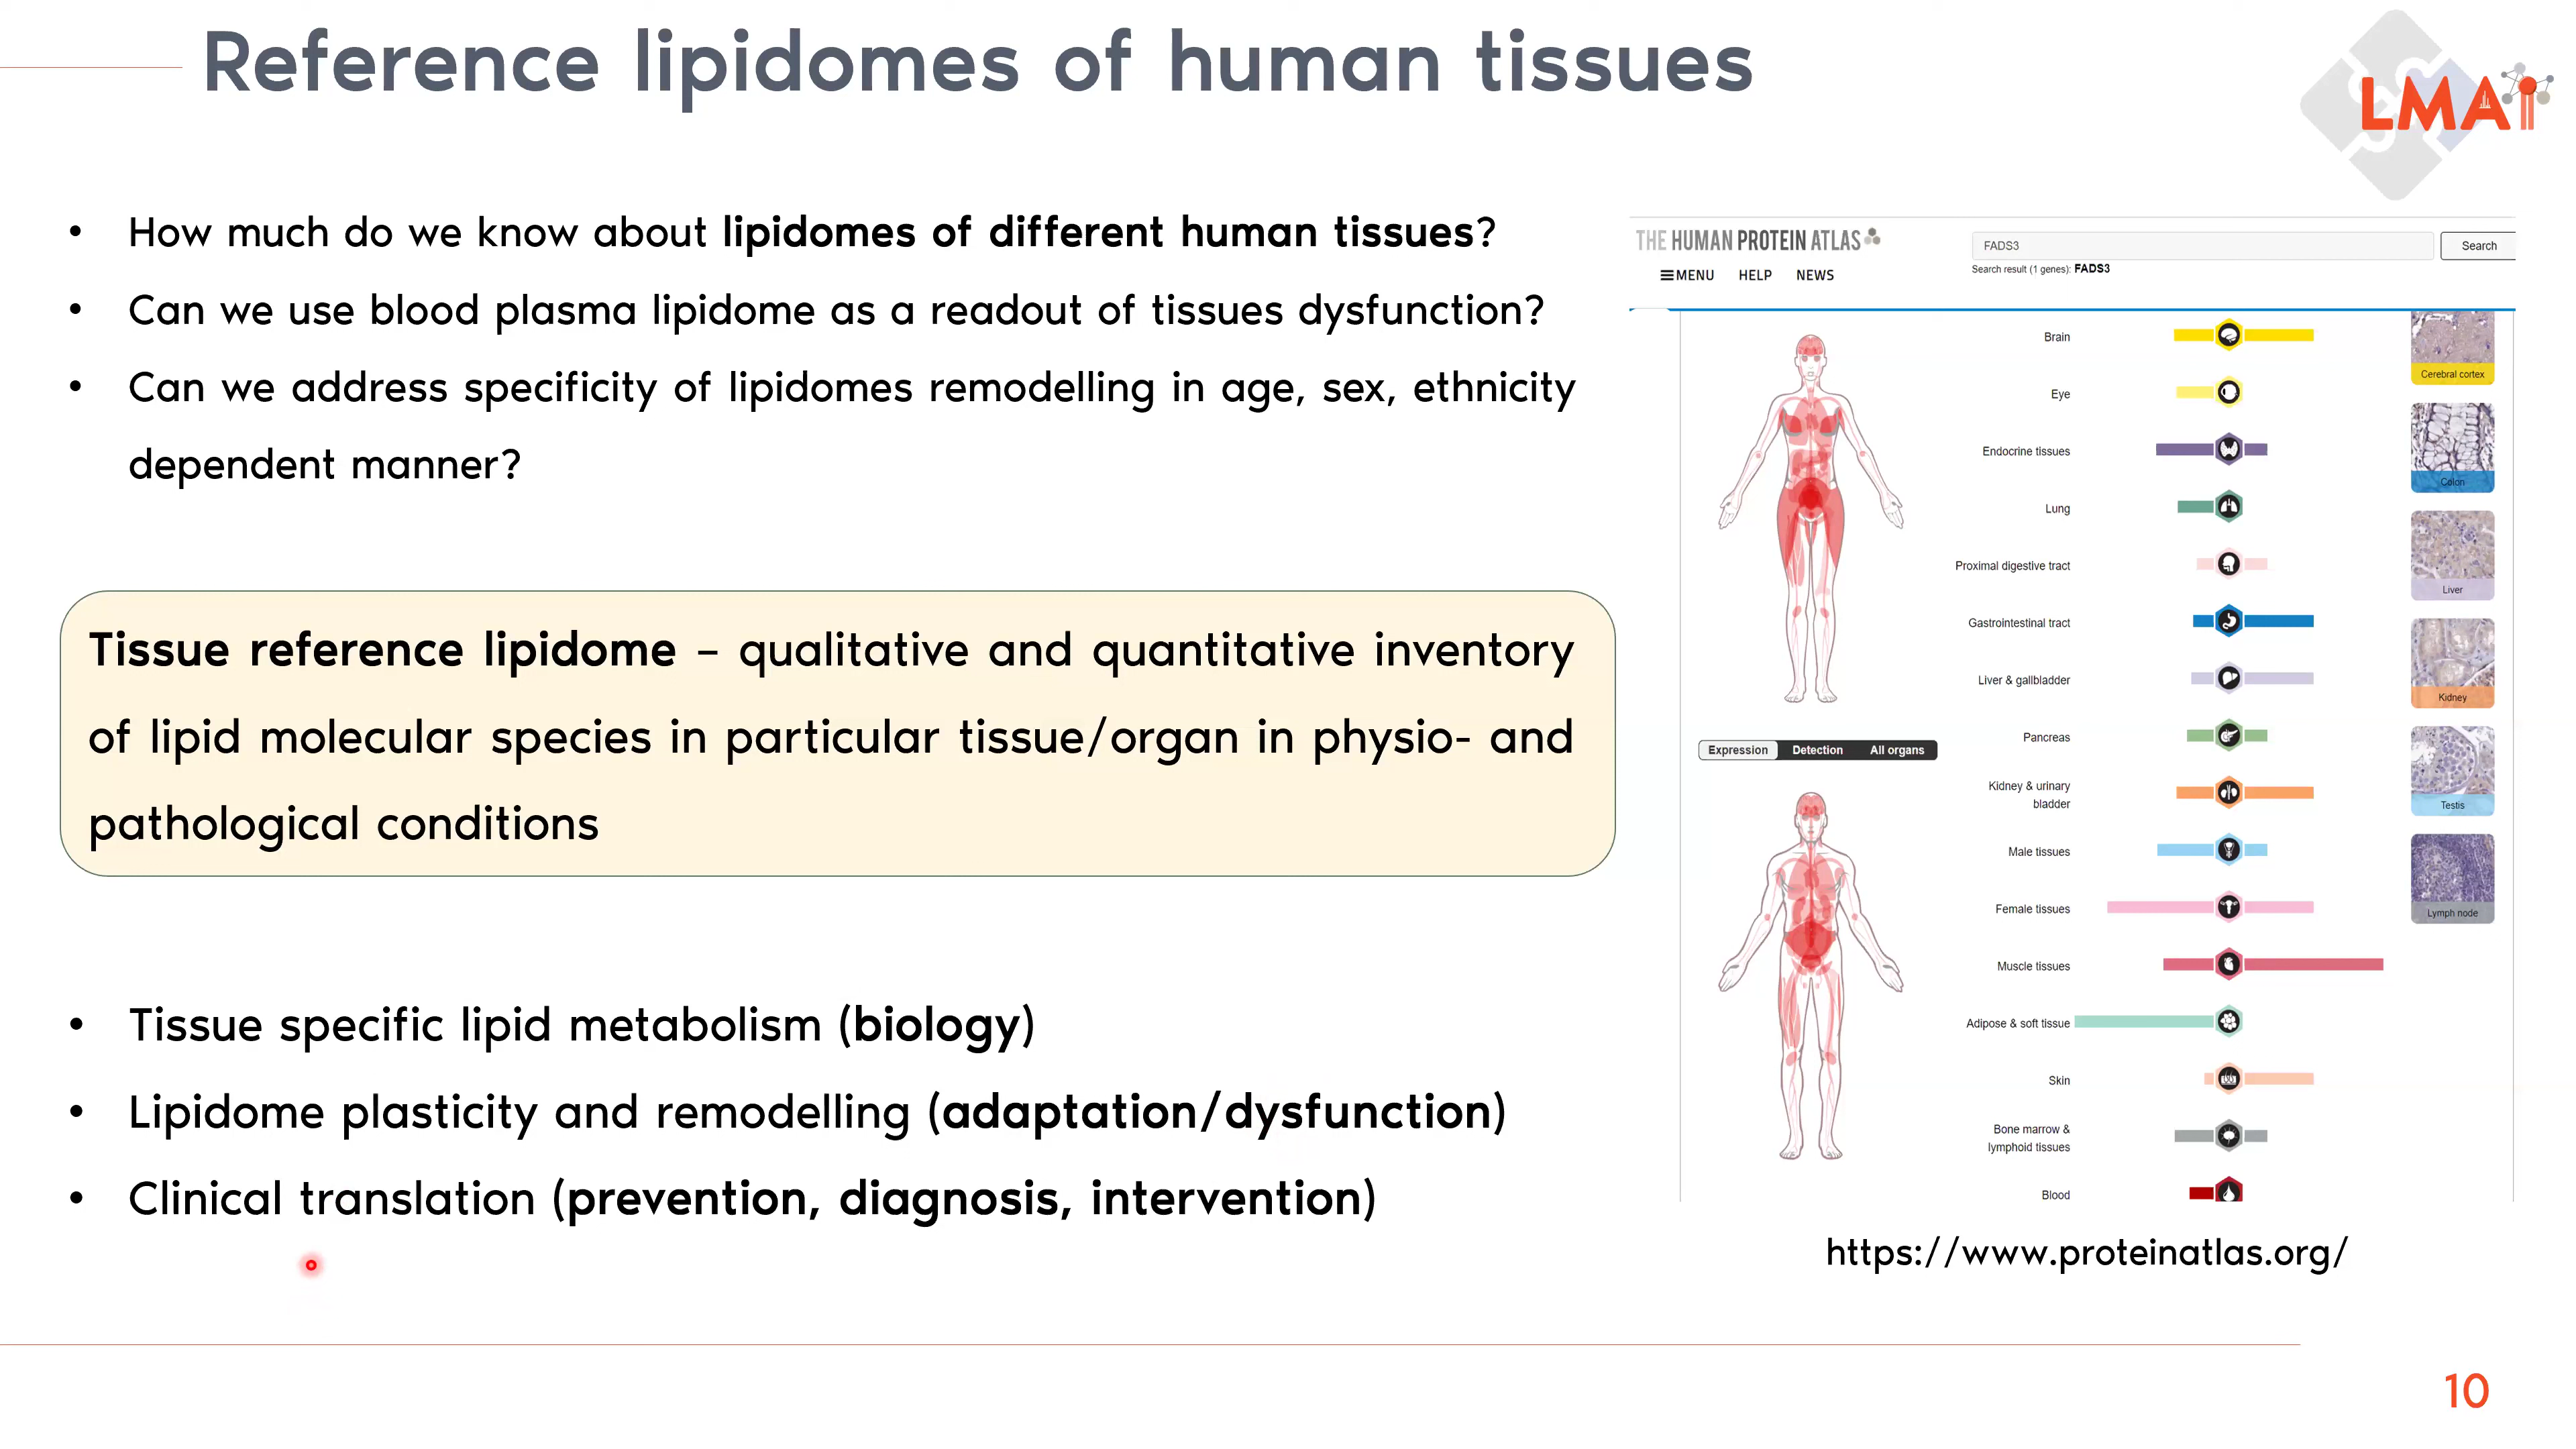 Reference lipidomes of human tissues
LMAi
• How much do we know about lipidomes of different human tissues?
• Can we use blood plasma lipidome as a readout of tissues dysfunction?
• Can we address specificity of lipidomes remodelling in age, sex, ethnicity
dependent manner?
Tissue reference lipidome – qualitative and quantitative inventory
of lipid molecular species in particular tissue/organ in physio- and
pathological conditions
• Tissue specific lipid metabolism (biology)
• Lipidome plasticity and remodelling (adaptation/dysfunction)
• Clinical translation (prevention, diagnosis, intervention)
THE HUMAN PROTEIN ATLAS
FADS3
Search
Search result (1 genes): FADS3
MENU HELP NEWS
Expression Detection All organs
Brain
Eye
Endocrine tissues
Lung
Proximal digestive tract
Gastrointestinal tract
Liver & gallbladder
Pancreas
Kidney & urinary
bladder
Male tissues
Female tissues
Muscle tissues
Adipose & soft tissue
Skin
Bone marrow &
lymphoid tissues
Blood
Cerebral cortex
Colon
Liver
Kidney
Testis
Lymph node
https://www.proteinatlas.org/
10